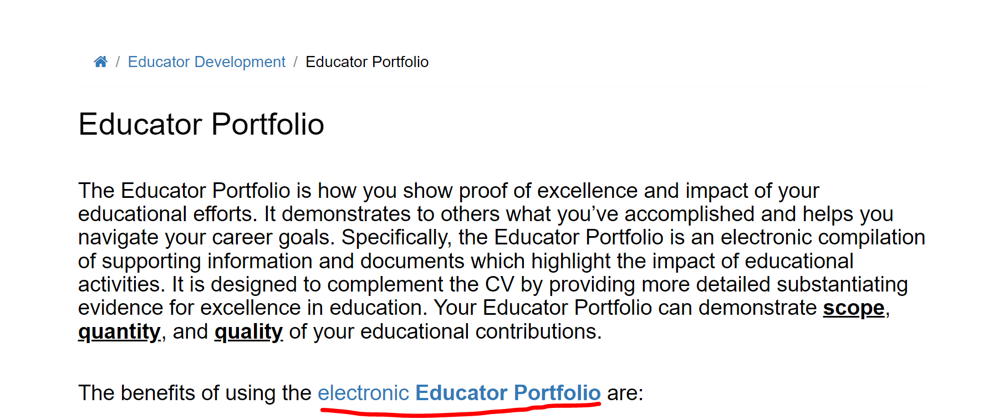 / Educator Development / Educator Portfolio
Educator Portfolio
The Educator Portfolio is how you show proof of excellence and impact of your
educational efforts. It demonstrates to others what you’ve accomplished and helps you
navigate your career goals. Specifically, the Educator Portfolio is an electronic compilation
of supporting information and documents which highlight the impact of educational
activities. It is designed to complement the CV by providing more detailed substantiating
evidence for excellence in education. Your Educator Portfolio can demonstrate scope,
quantity, and quality of your educational contributions.
The benefits of using the electronic Educator Portfolio are: